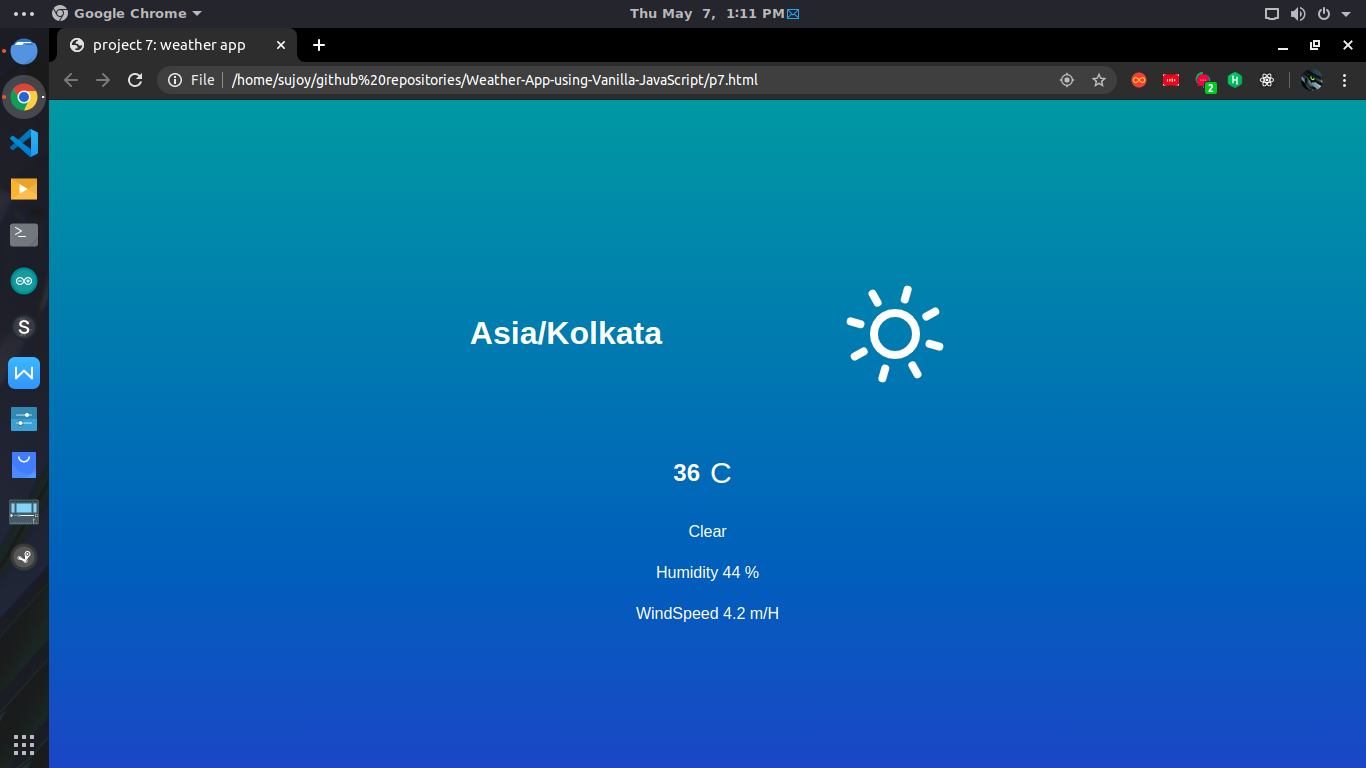 Google Chrome
Thu May 7, 1:11 PM
project 7: weather app
File
/home/sujoy/github%20repositories/Weather-App-using-Vanilla-JavaScript/p7.html
2
H
S
Asia/Kolkata
36 C
Clear
Humidity 44 %
WindSpeed 4.2 m/H